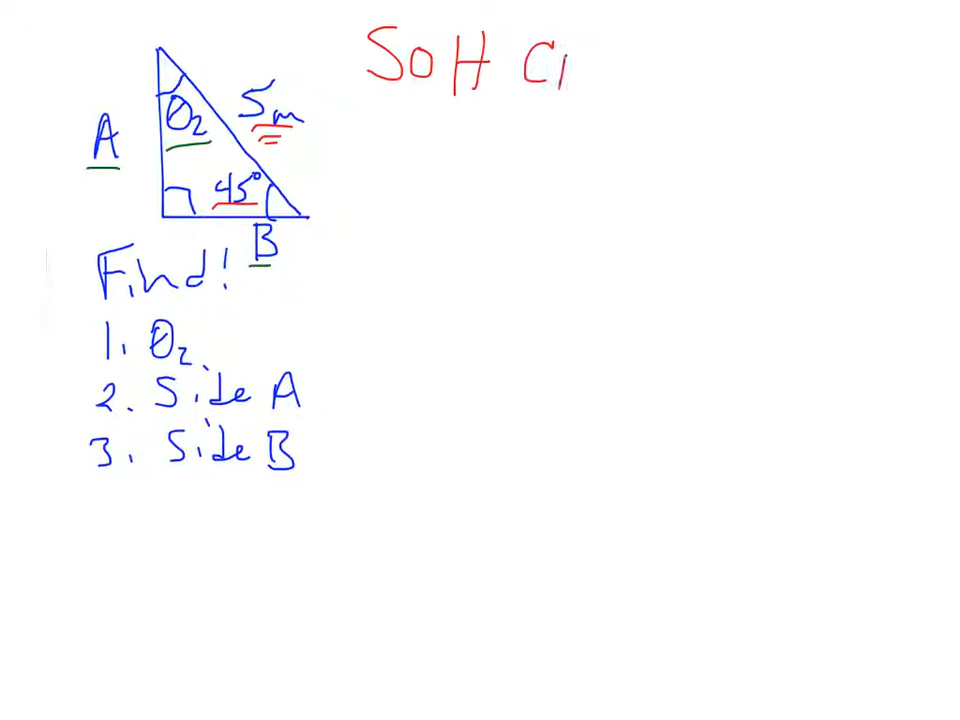 SOH C
5m
θ₂
A
45°
B
Find!
1. θ₂
2. Side A
3. Side B